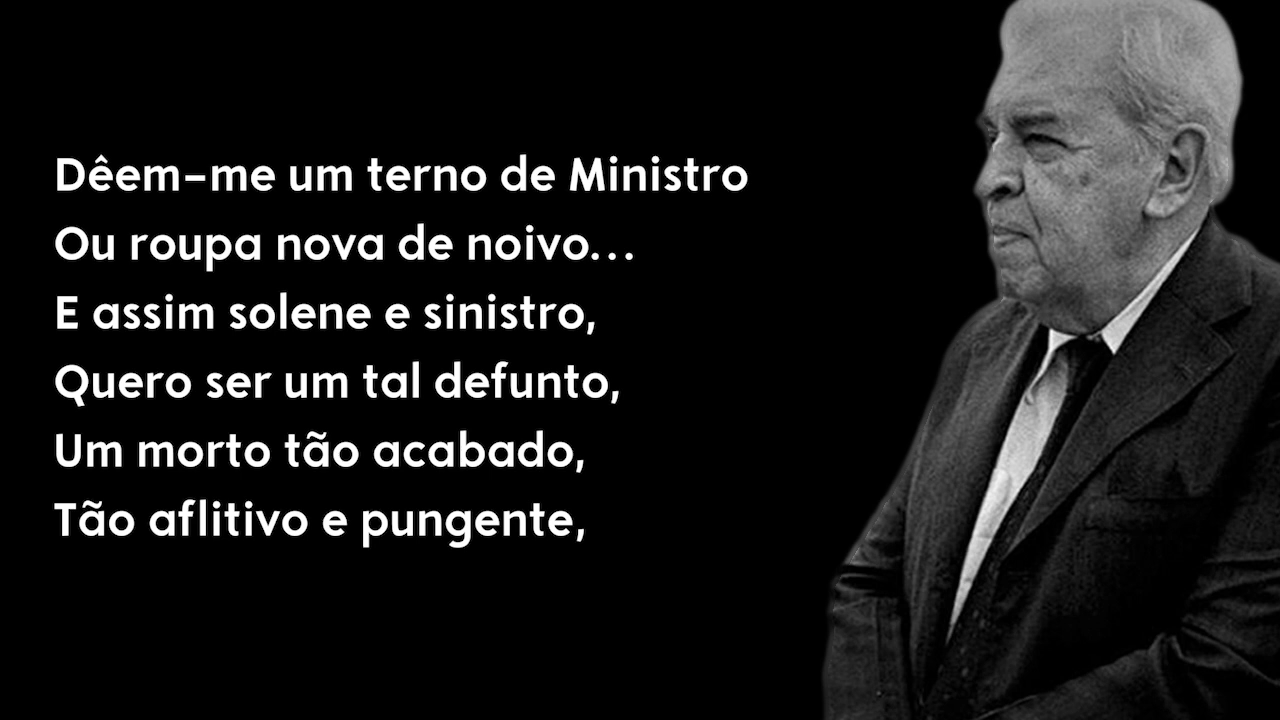 Dêem-me um terno de Ministro
Ou roupa nova de noivo...
E assim solene e sinistro,
Quero ser um tal defunto,
Um morto tão acabado,
Tão aflitivo e pungente,